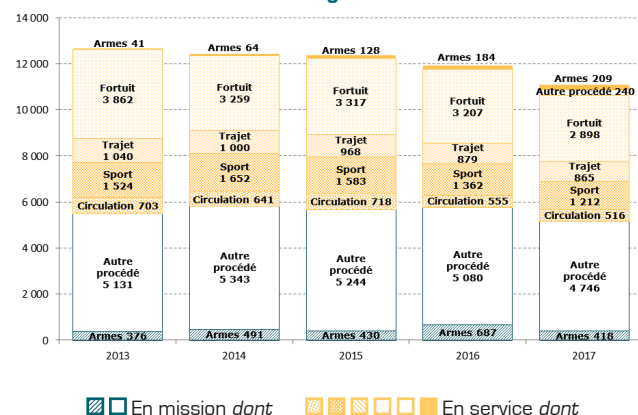 14 000
12 000
10 000
8 000
6 000
4 000
2 000
0
Armes 41
Fortuit
3 862
Trajet
1 040
Sport
1 524
Circulation 703
Autre
procédé
5 131
Armes 376
Armes 64
Fortuit
3 259
Trajet
1 000
Sport
1 652
Circulation 641
Autre
procédé
5 343
Armes 491
Armes 128
Fortuit
3 317
Trajet
968
Sport
1 583
Circulation 718
Autre
procédé
5 244
Armes 430
Armes 184
Fortuit
3 207
Trajet
879
Sport
1 362
Circulation 555
Autre
procédé
5 080
Armes 687
Armes 209
Autre procédé 240
Fortuit
2 898
Trajet
865
Sport
1 212
Circulation 516
Autre
procédé
4 746
Armes 418
2013 2014 2015 2016 2017
En mission dont En service dont